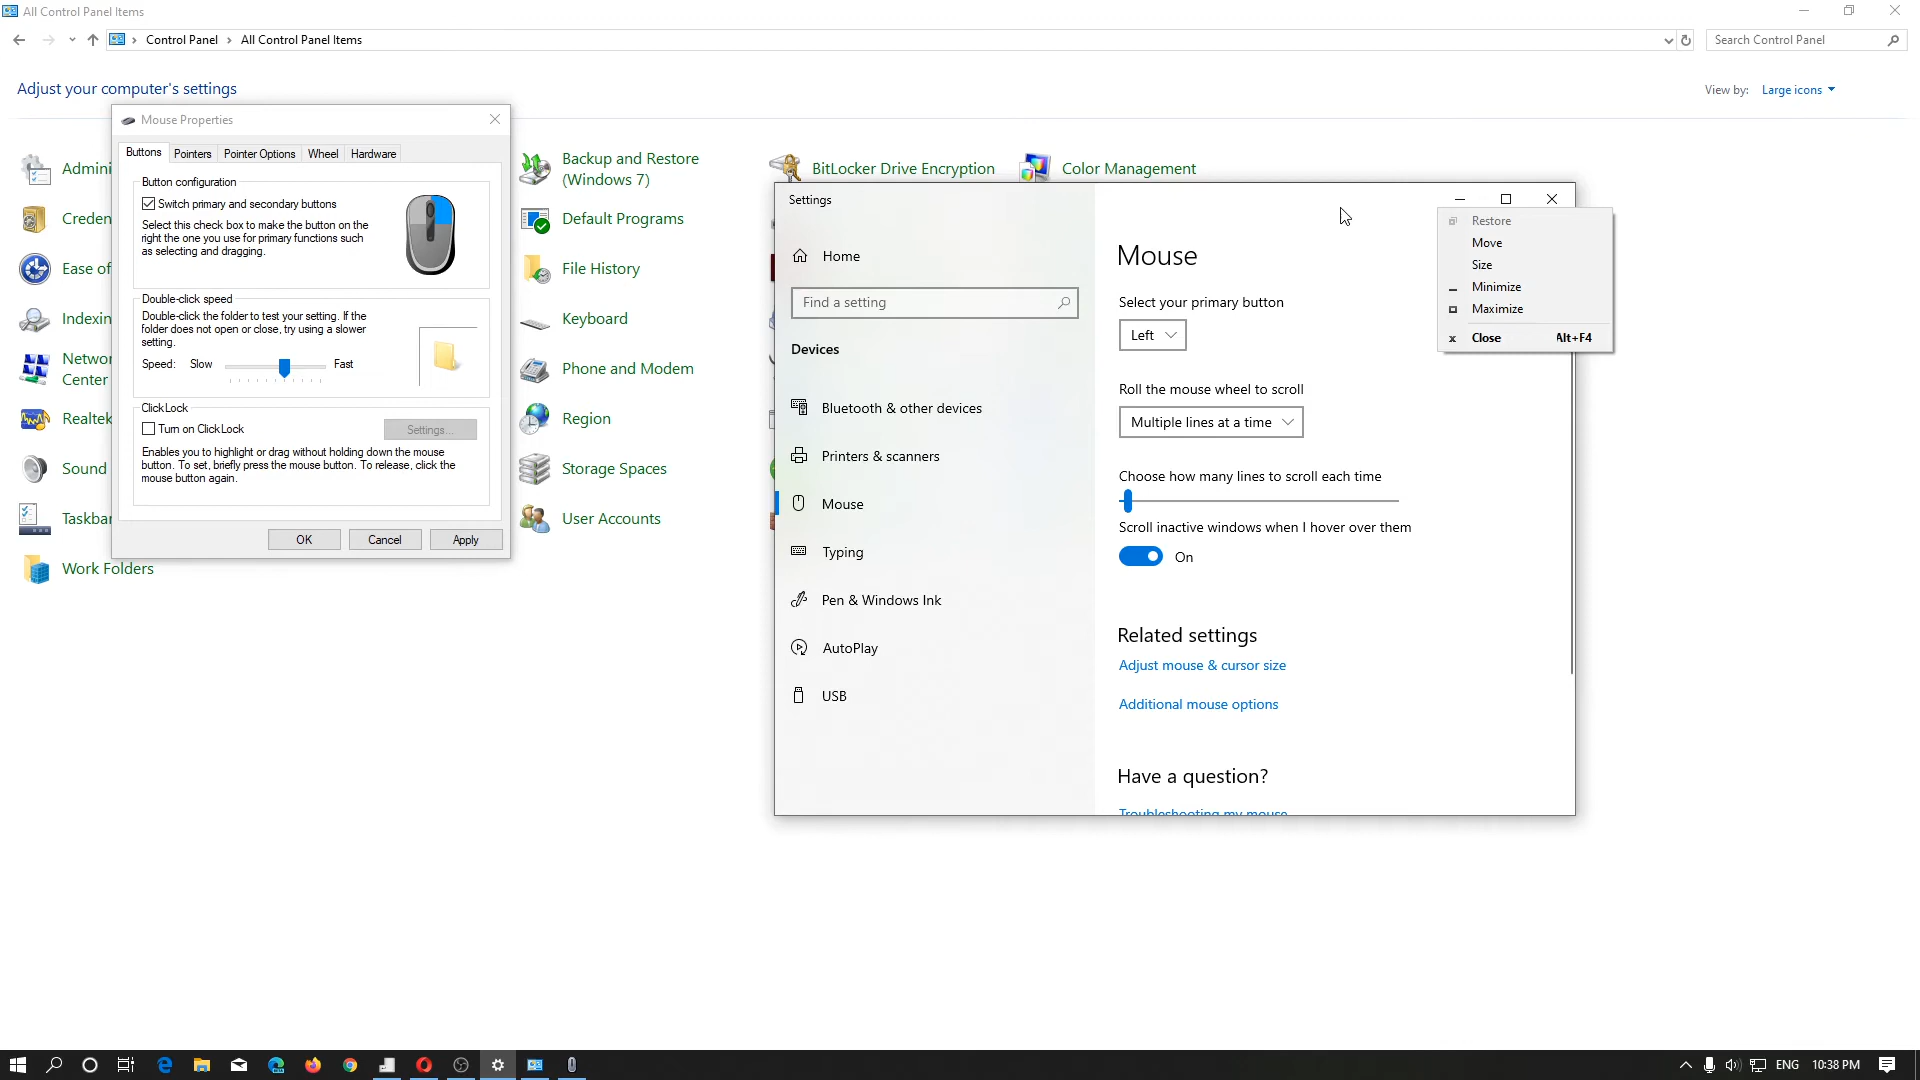 All Control Panel Items
Control Panel > All Control Panel Items
Search Control Panel
Adjust your computer's settings
View by: Large icons
Mouse Properties
Buttons Pointers Pointer Options Wheel Hardware
Button configuration
Switch primary and secondary buttons
Select this check box to make the button on the
right the one you use for primary functions such
as selecting and dragging.
Double-click speed
Double-click the folder to test your setting. If the
folder does not open or close, try using a slower
setting.
Speed: Slow Fast
ClickLock
Turn on ClickLock
Settings...
Enables you to highlight or drag without holding down the mouse
button. To set, briefly press the mouse button. To release, click the
mouse button again.
OK Cancel Apply
Admini
Creden
Ease of
Indexin
Networ
Center
Realtek
Sound
Taskbar
Work Folders
Backup and Restore
(Windows 7)
Default Programs
File History
Keyboard
Phone and Modem
Region
Storage Spaces
User Accounts
BitLocker Drive Encryption
Color Management
Settings
Home
Find a setting
Devices
Bluetooth & other devices
Printers & scanners
Mouse
Typing
Pen & Windows Ink
AutoPlay
USB
Mouse
Select your primary button
Left
Roll the mouse wheel to scroll
Multiple lines at a time
Choose how many lines to scroll each time
Scroll inactive windows when I hover over them
On
Related settings
Adjust mouse & cursor size
Additional mouse options
Have a question?
Troubleshooting my mouse
Restore
Move
Size
Minimize
Maximize
Close Alt+F4
ENG 10:38 PM